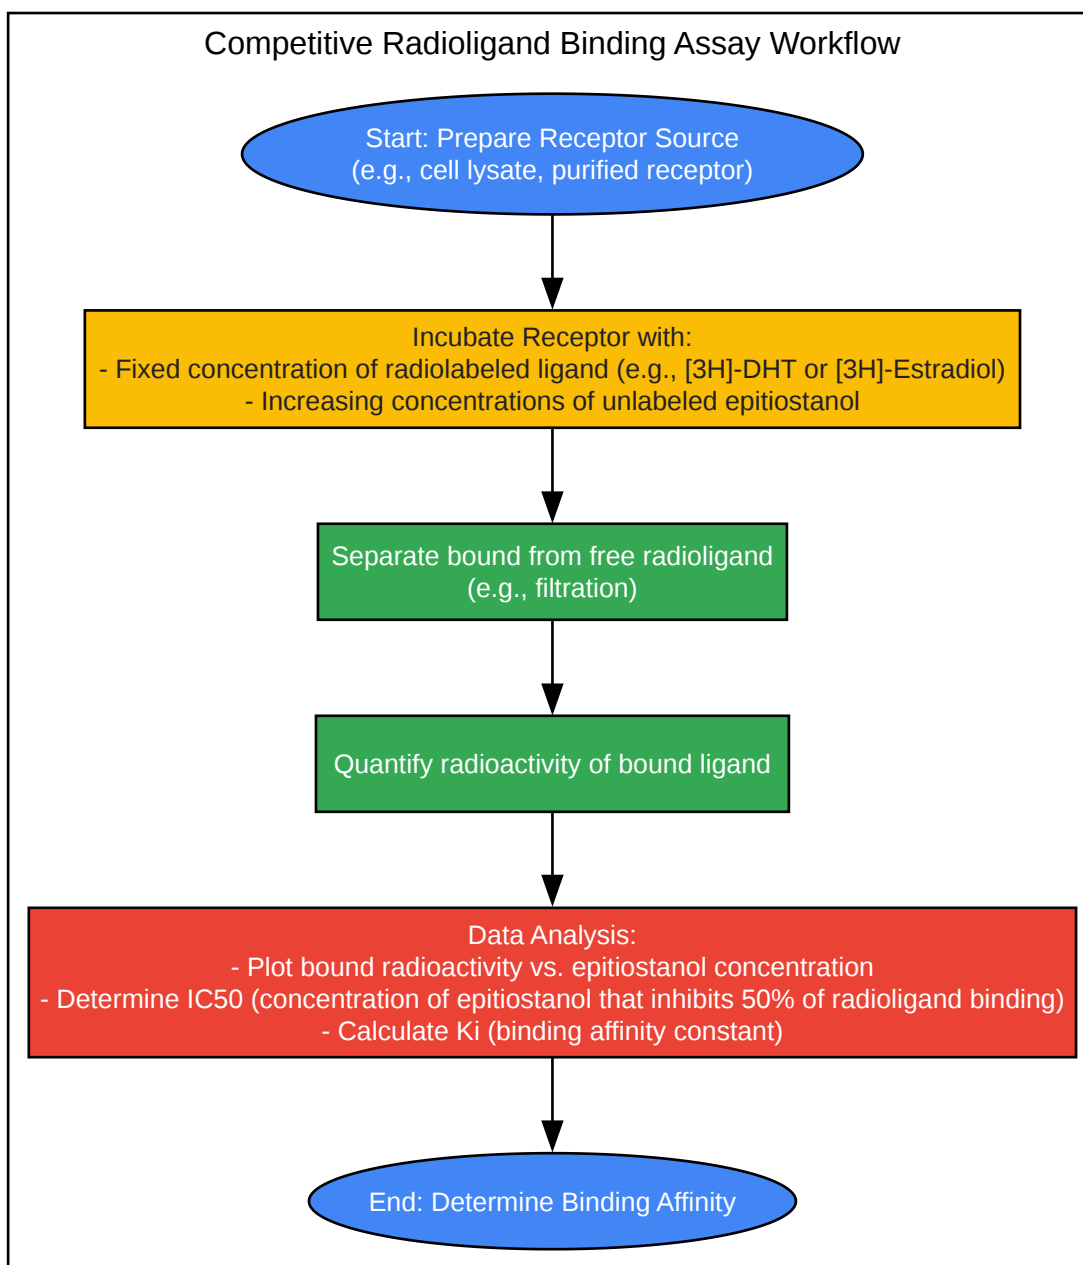 Competitive Radioligand Binding Assay Workflow
Start: Prepare Receptor Source
(e.g., cell lysate, purified receptor)
Incubate Receptor with:
- Fixed concentration of radiolabeled ligand (e.g., [3H]-DHT or [3H]-Estradiol)
- Increasing concentrations of unlabeled epitiostanol
Separate bound from free radioligand
(e.g., filtration)
Quantify radioactivity of bound ligand
Data Analysis:
- Plot bound radioactivity vs. epitiostanol concentration
- Determine IC50 (concentration of epitiostanol that inhibits 50% of radioligand binding)
- Calculate Ki (binding affinity constant)
End: Determine Binding Affinity